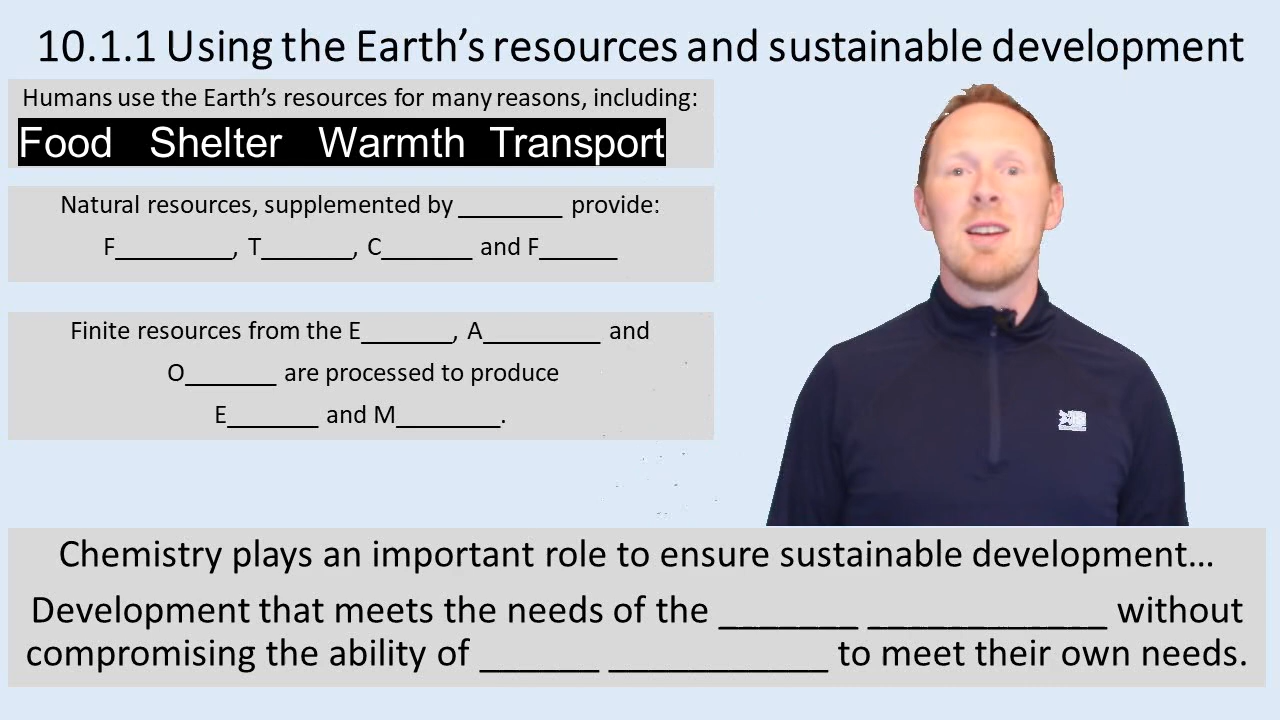 10.1.1 Using the Earth’s resources and sustainable development
Humans use the Earth’s resources for many reasons, including:
Food Shelter Warmth Transport
Natural resources, supplemented by ________ provide:
F_________, T_______, C_______ and F______
Finite resources from the E_______, A_________ and
O_______ are processed to produce
E_______ and M________.
Chemistry plays an important role to ensure sustainable development…
Development that meets the needs of the _______ ____________ without
compromising the ability of ______ ___________ to meet their own needs.